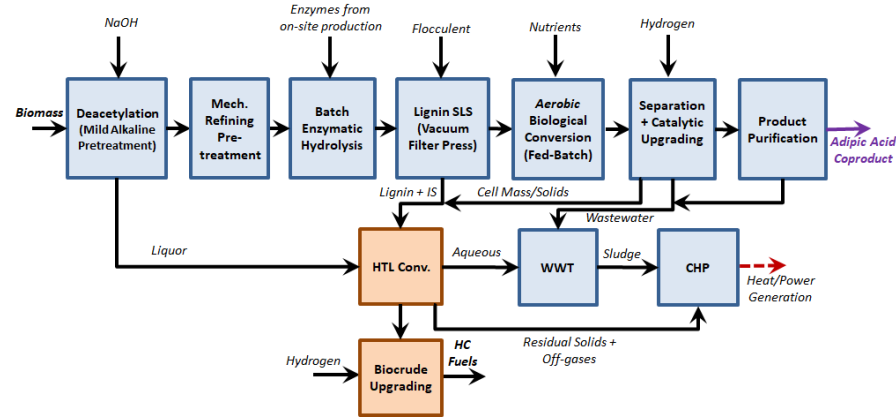 NaOH
Enzymes from
on-site production
Flocculent
Nutrients
Hydrogen
Biomass
Deacetylation
(Mild Alkaline
Pretreatment)
Mech.
Refining
Pre-
treatment
Batch
Enzymatic
Hydrolysis
Lignin SLS
(Vacuum
Filter Press)
Aerobic
Biological
Conversion
(Fed-Batch)
Separation
+ Catalytic
Upgrading
Product
Purification
Adipic Acid
Coproduct
Lignin + IS
Cell Mass/Solids
Wastewater
Liquor
HTL Conv.
Aqueous
WWT
Sludge
CHP
Heat/Power
Generation
Residual Solids +
Off-gases
Hydrogen
Biocrude
Upgrading
HC
Fuels